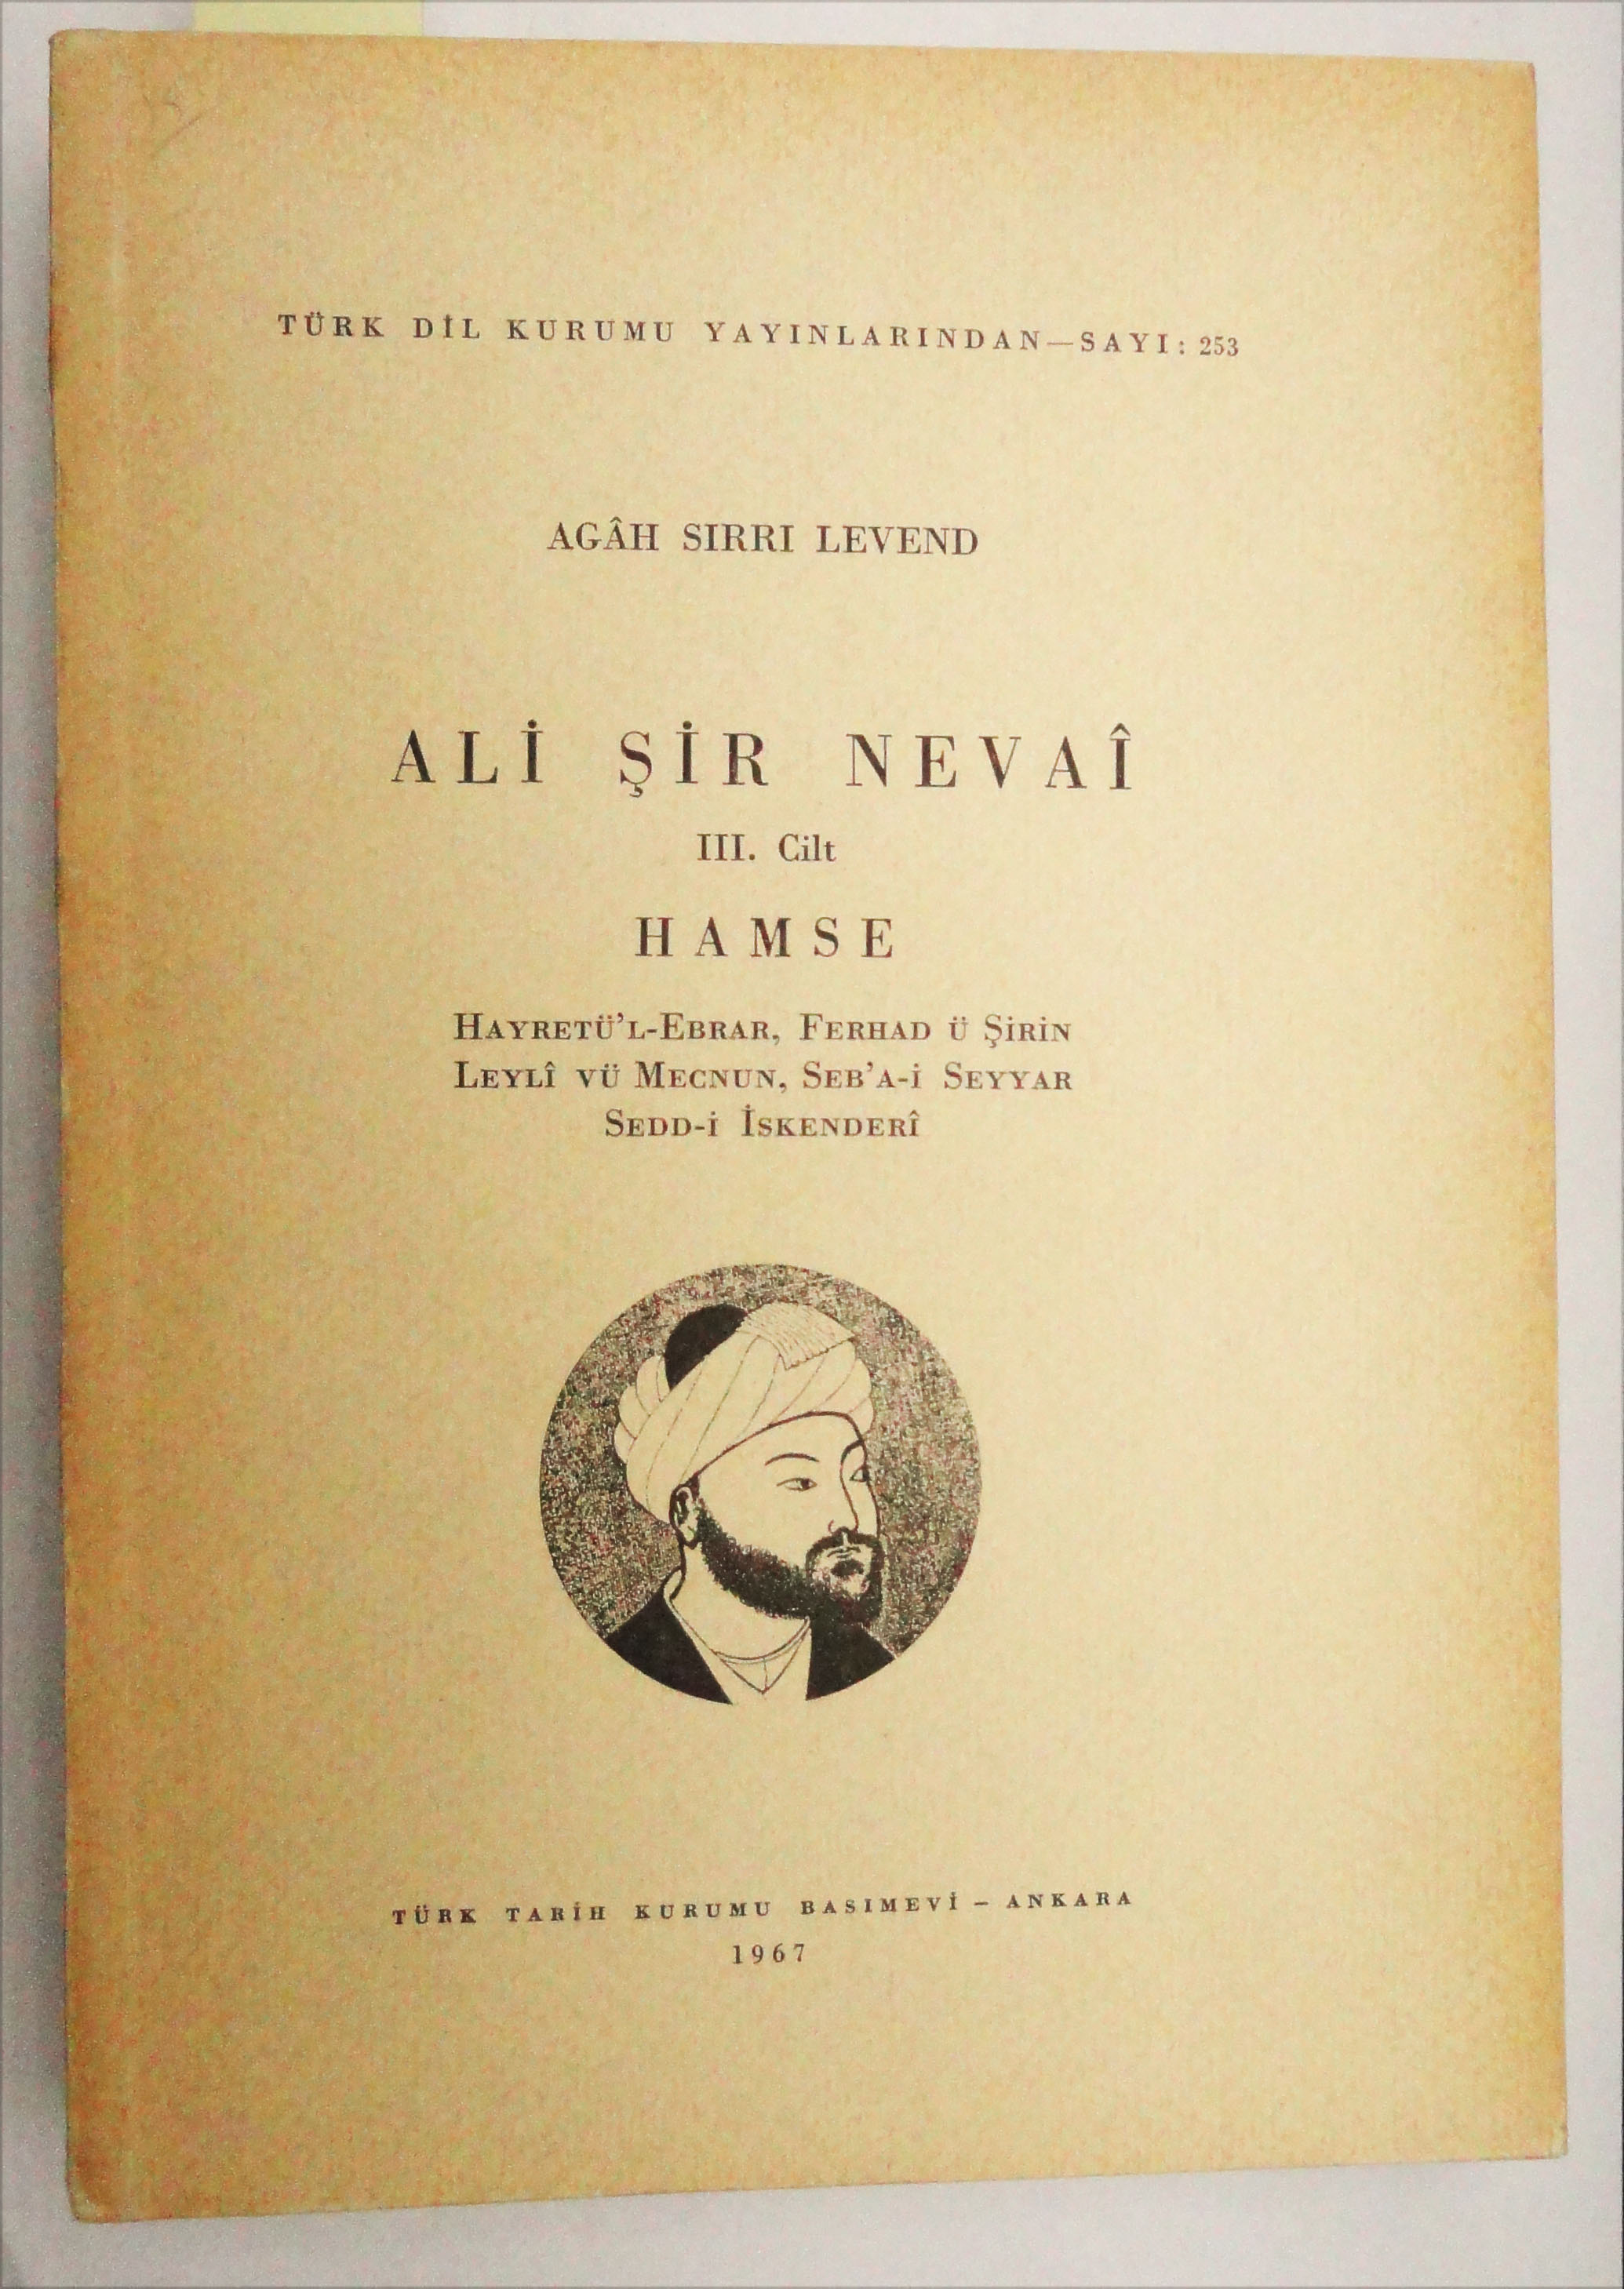 TÜRK DİL KURUMU YAYINLARINDAN—SAYI: 253
AGÂH SIRRI LEVEND
ALİ ŞİR NEVAÎ
III. Cilt
HAMSE
HAYRETÜ'L-EBRAR, FERHAD Ü ŞİRİN
LEYLÎ VÜ MECNUN, SEB'A-İ SEYYAR
SEDD-İ İSKENDERÎ
TÜRK TARİH KURUMU BASIMEVİ – ANKARA
1967